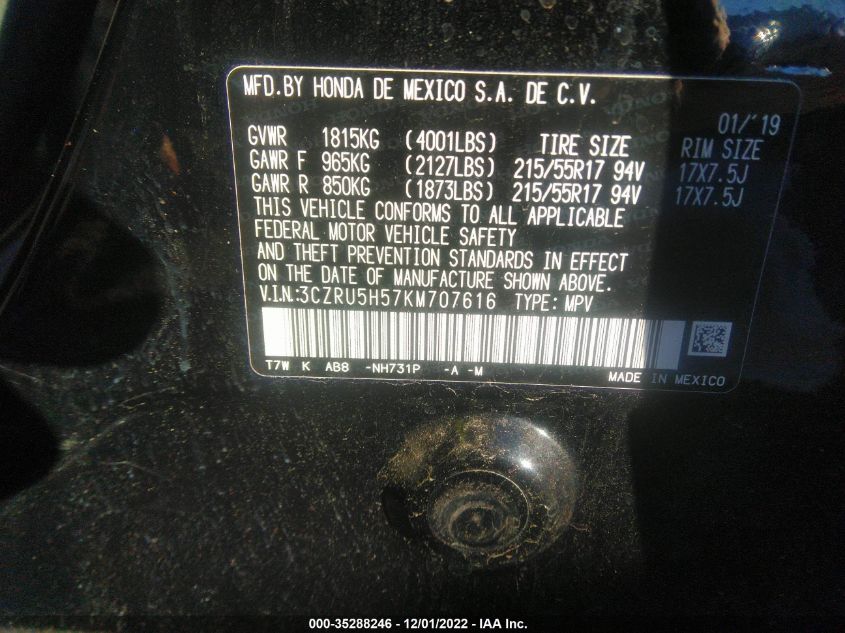 MFD.BY HONDA DE MEXICO S.A. DE C.V.
01/'19
GVWR 1815KG (4001LBS) TIRE SIZE RIM SIZE
GAWR F 965KG (2127LBS) 215/55R17 94V 17X7.5J
GAWR R 850KG (1873LBS) 215/55R17 94V 17X7.5J
THIS VEHICLE CONFORMS TO ALL APPLICABLE
FEDERAL MOTOR VEHICLE SAFETY
AND THEFT PREVENTION STANDARDS IN EFFECT
ON THE DATE OF MANUFACTURE SHOWN ABOVE.
V.I.N.:3CZRU5H57KM707616 TYPE: MPV
T7W K AB8 -NH731P -A -M
MADE IN MEXICO
000-35288246 - 12/01/2022 - IAA Inc.